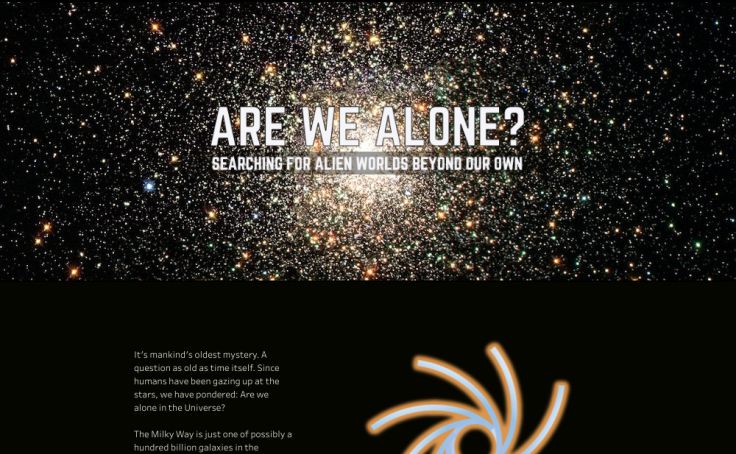 ARE WE ALONE?
SEARCHING FOR ALIEN WORLDS BEYOND OUR OWN
It's mankind's oldest mystery. A
question as old as time itself. Since
humans have been gazing up at the
stars, we have pondered: Are we
alone in the Universe?
The Milky Way is just one of possibly a
hundred billion galaxies in the